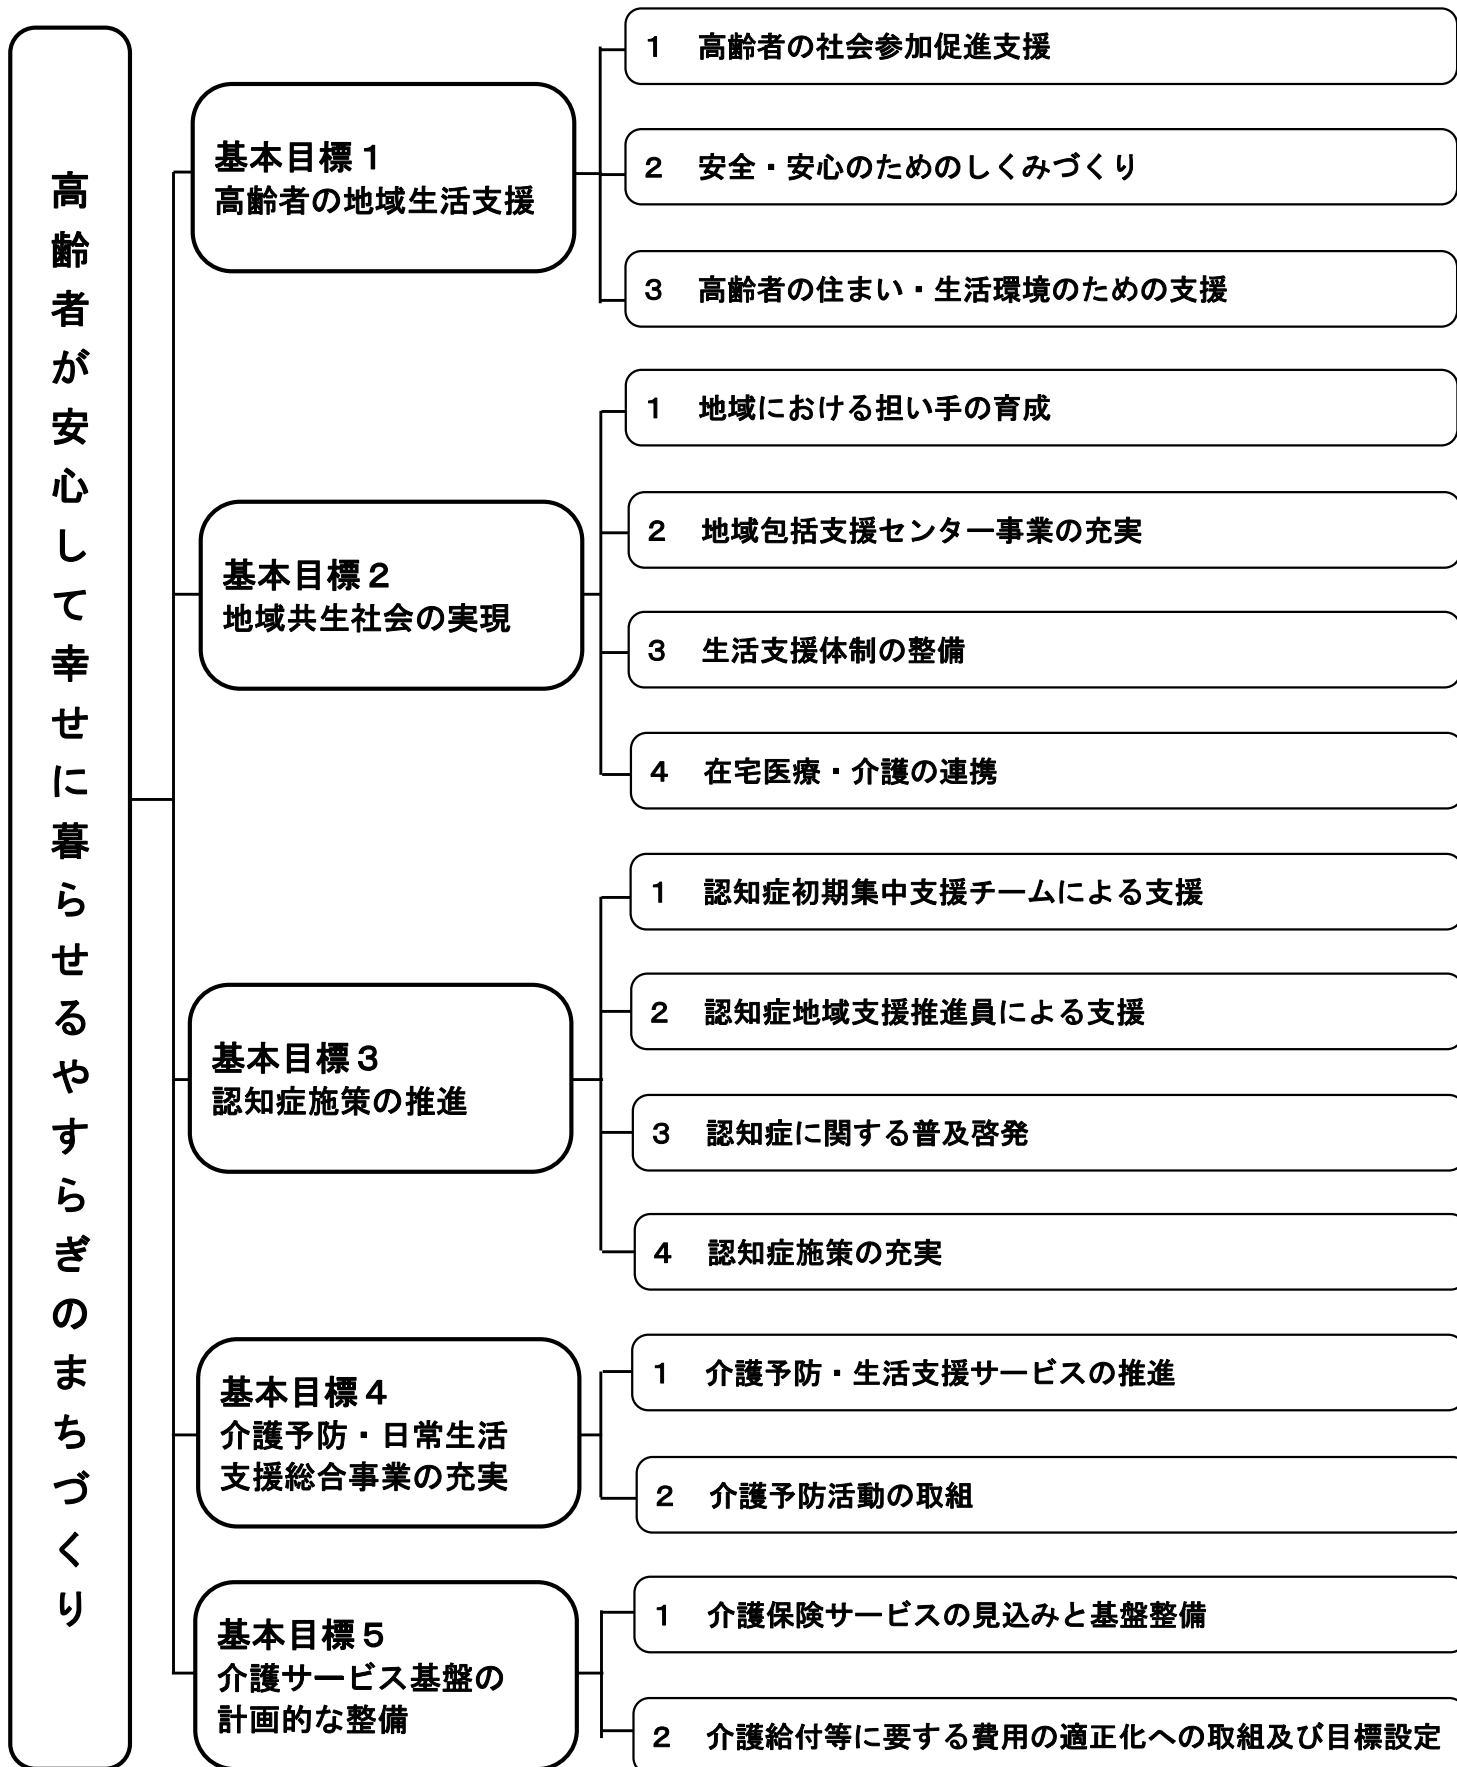 高齢者が安心して幸せに暮らせるやすらぎのまちづくり
基本目標１
高齢者の地域生活支援
１　高齢者の社会参加促進支援
２　安全・安心のためのしくみづくり
３　高齢者の住まい・生活環境のための支援
基本目標２
地域共生社会の実現
１　地域における担い手の育成
２　地域包括支援センター事業の充実
３　生活支援体制の整備
４　在宅医療・介護の連携
基本目標３
認知症施策の推進
１　認知症初期集中支援チームによる支援
２　認知症地域支援推進員による支援
３　認知症に関する普及啓発
４　認知症施策の充実
基本目標４
介護予防・日常生活
支援総合事業の充実
１　介護予防・生活支援サービスの推進
２　介護予防活動の取組
基本目標５
介護サービス基盤の
計画的な整備
１　介護保険サービスの見込みと基盤整備
２　介護給付等に要する費用の適正化への取組及び目標設定